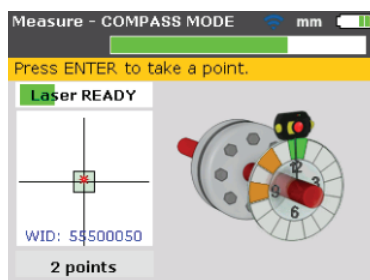 Measure - COMPASS MODE mm
Press ENTER to take a point.
Laser READY
12
3
9
6
WID: 55500050
2 points